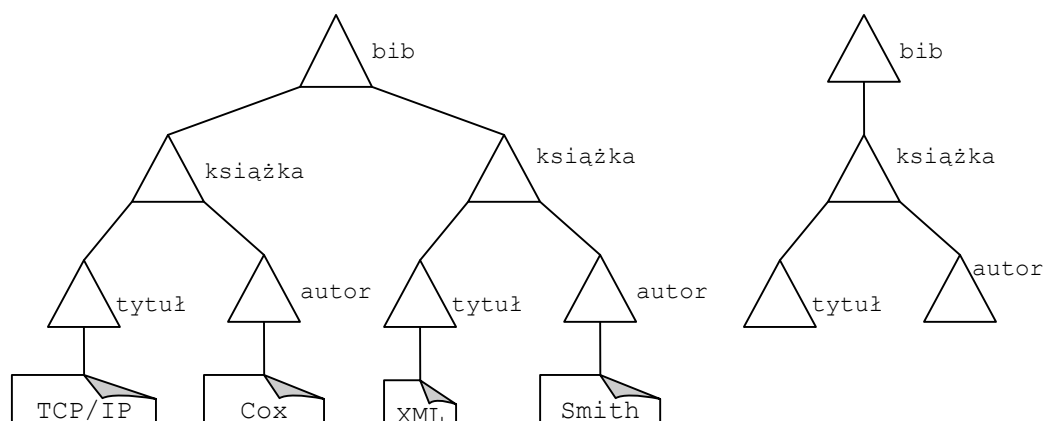 bib
bib
książka
książka
książka
tytuł
autor
tytuł
autor
tytuł
autor
TCP/IP
Cox
XML
Smith